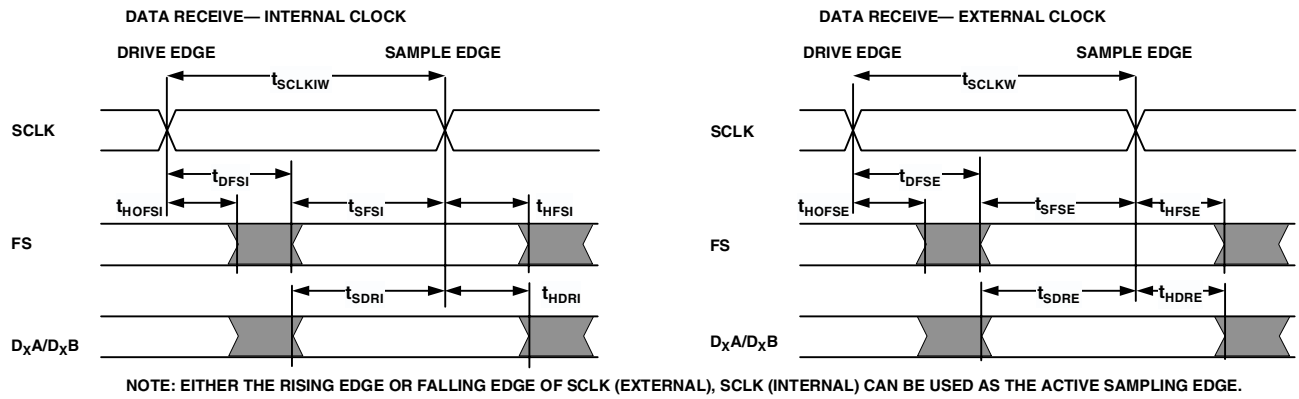 DATA RECEIVE— INTERNAL CLOCK
DRIVE EDGE
SAMPLE EDGE
tSCLKIW
SCLK
tDFSI
tHOFSI
tSFSI
tHFSI
FS
tSDRI
tHDRI
DXA/DXB
DATA RECEIVE— EXTERNAL CLOCK
DRIVE EDGE
SAMPLE EDGE
tSCLKW
SCLK
tDFSE
tHOFSE
tSFSE
tHFSE
FS
tSDRE
tHDRE
DXA/DXB
NOTE: EITHER THE RISING EDGE OR FALLING EDGE OF SCLK (EXTERNAL), SCLK (INTERNAL) CAN BE USED AS THE ACTIVE SAMPLING EDGE.